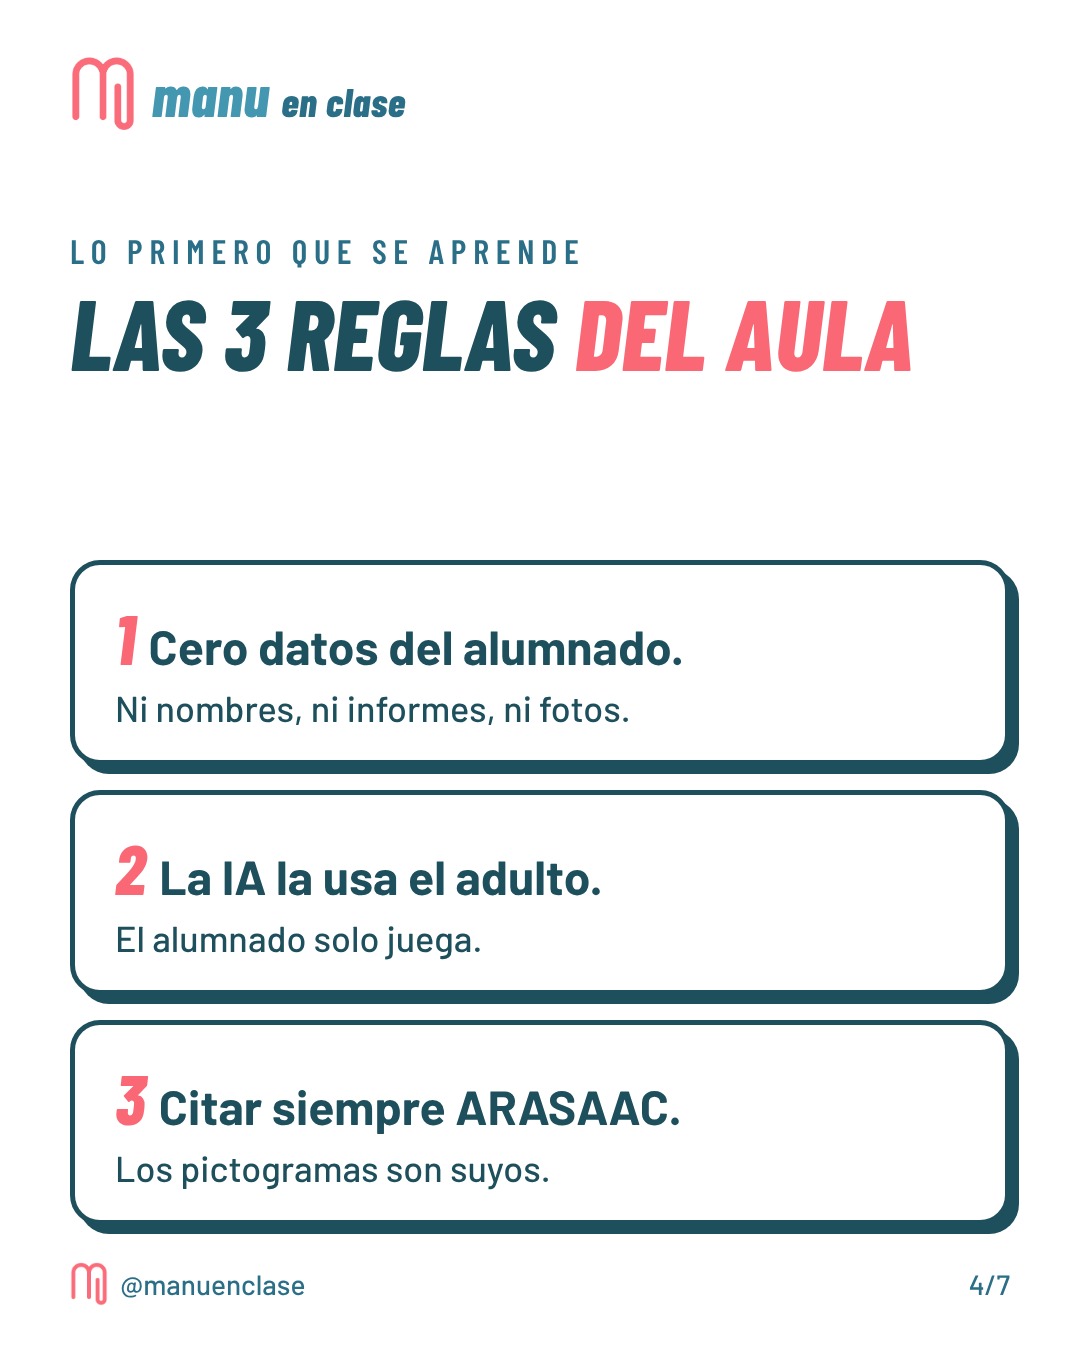 manu en clase
LO PRIMERO QUE SE APRENDE
LAS 3 REGLAS DEL AULA
1 Cero datos del alumnado.
Ni nombres, ni informes, ni fotos.
2 La IA la usa el adulto.
El alumnado solo juega.
3 Citar siempre ARASAAC.
Los pictogramas son suyos.
@manuenclase 4/7